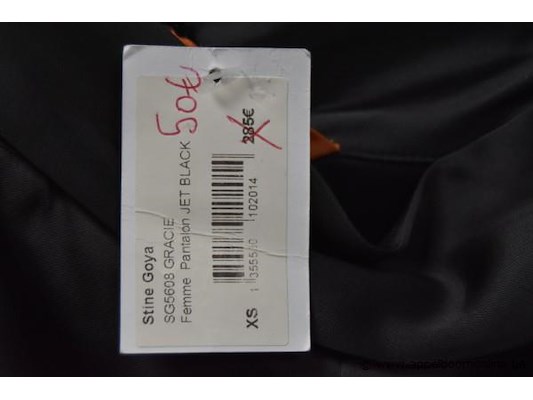 Stine Goya
SG5608 GRACIE
Femme Pantalon JET BLACK
50€
XS
285€
102014